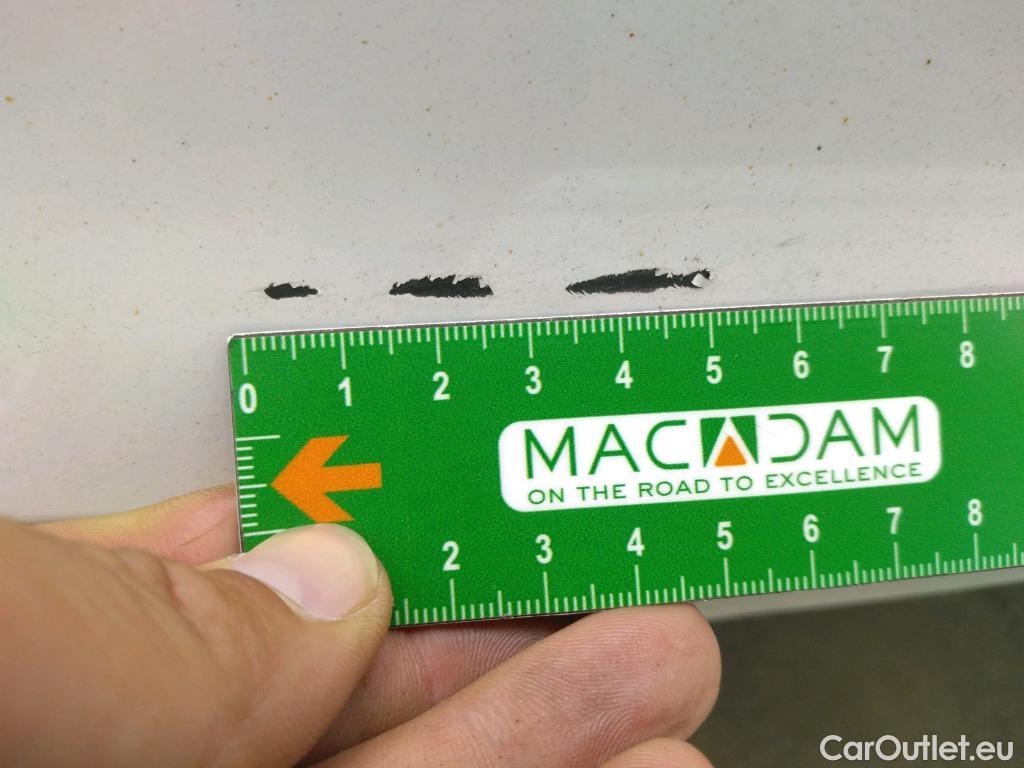 0 1 2 3 4 5 6 7 8
MACADAM
ON THE ROAD TO EXCELLENCE
2 3 4 5 6 7 8
CarOutlet.eu